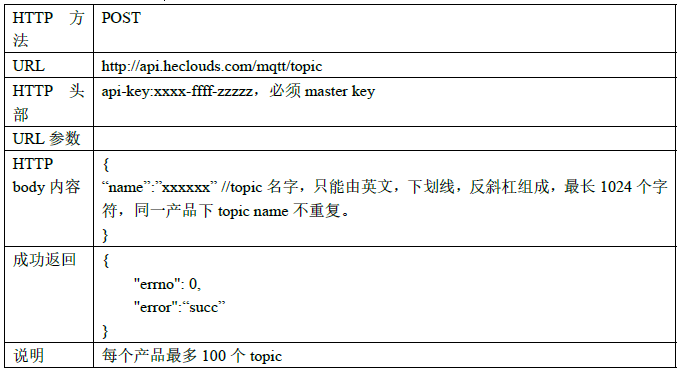 HTTP 方法 POST
URL http://api.heclouds.com/mqtt/topic
HTTP 头部 api-key:xxxx-ffff-zzzzz，必须 master key
URL 参数
HTTP body 内容
{
“name”:”xxxxxx” //topic 名字，只能由英文，下划线，反斜杠组成，最长 1024 个字
符，同一产品下 topic name 不重复。
}
成功返回
{
"errno": 0,
"error":“succ”
}
说明 每个产品最多 100 个 topic